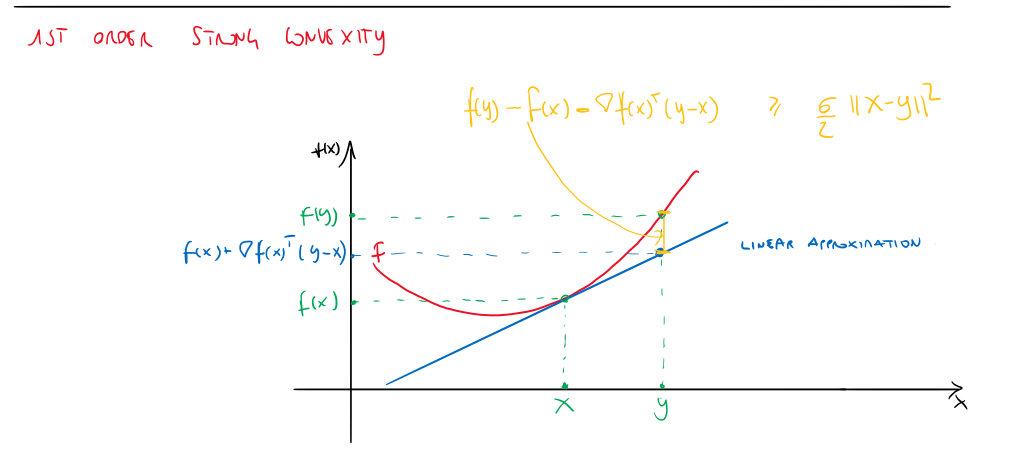 1ST ORDER STRONG CONVEXITY
f(y) - f(x) - ∇f(x)ᵀ(y-x) ≥ σ/2 ||x-y||²
f(x)
f(y)
f(x) + ∇f(x)ᵀ(y-x)
f
LINEAR APPROXIMATION
f(x)
x
y
x